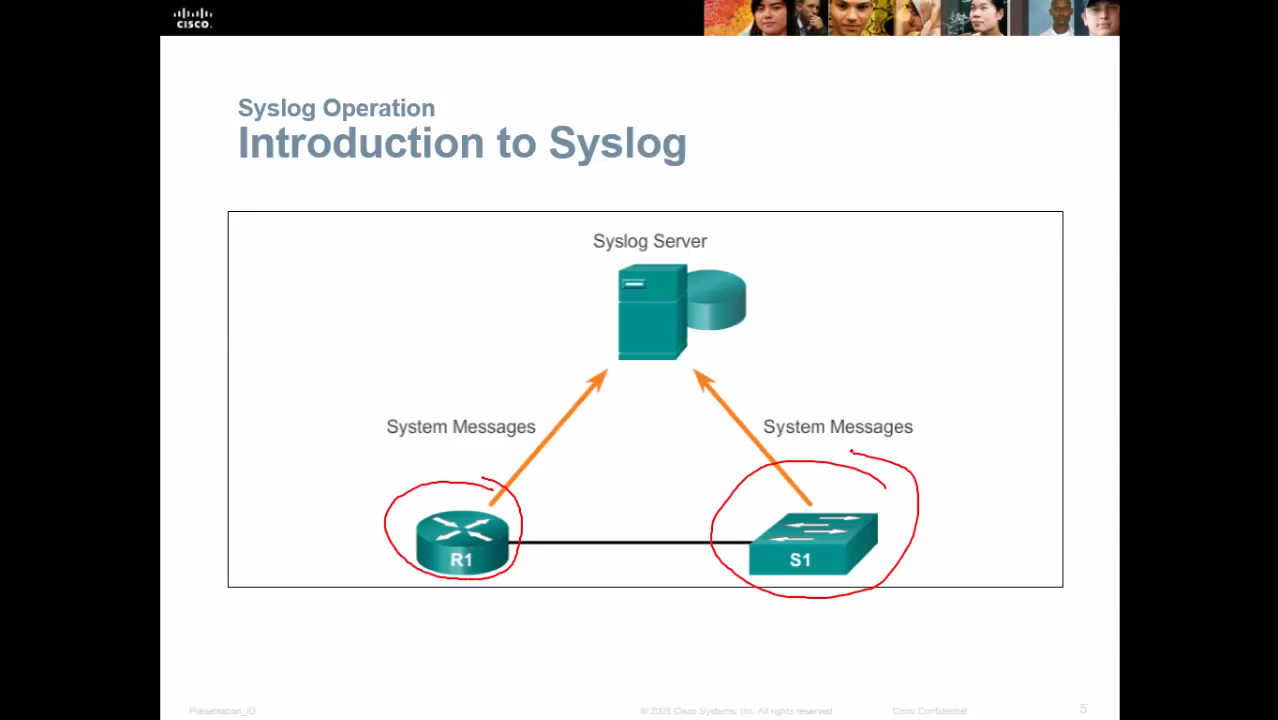 CISCO.
Syslog Operation
Introduction to Syslog
Syslog Server
System Messages
System Messages
R1
S1
Presentation_ID
© 2008 Cisco Systems, Inc. All rights reserved.
Cisco Confidential
5